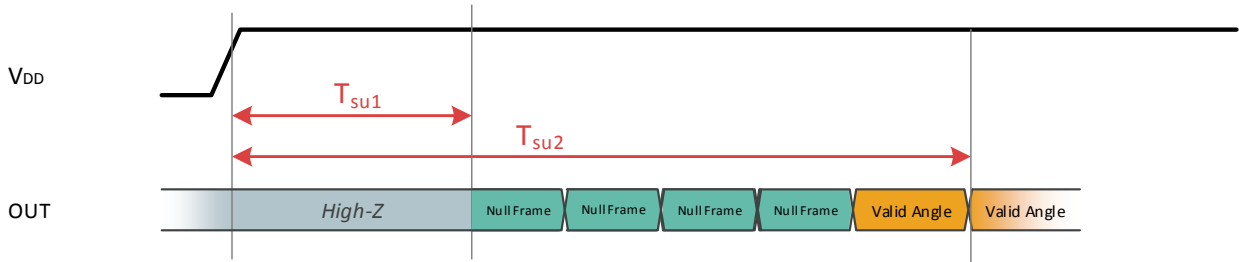 VDD
Tsu1
Tsu2
OUT
High-Z
Null Frame
Null Frame
Null Frame
Null Frame
Valid Angle
Valid Angle